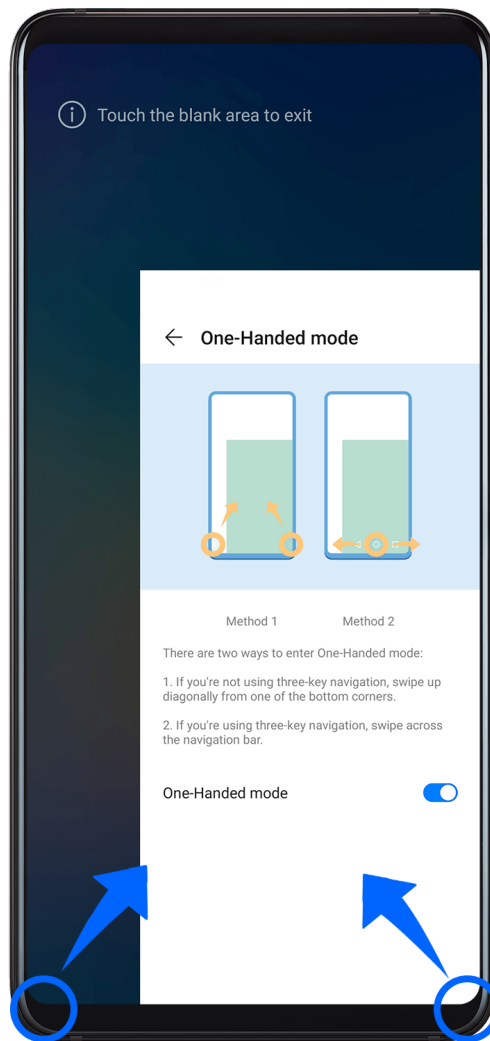 Touch the blank area to exit
One-Handed mode
Method 1
Method 2
There are two ways to enter One-Handed mode:
1. If you're not using three-key navigation, swipe up
diagonally from one of the bottom corners.
2. If you're using three-key navigation, swipe across
the navigation bar.
One-Handed mode